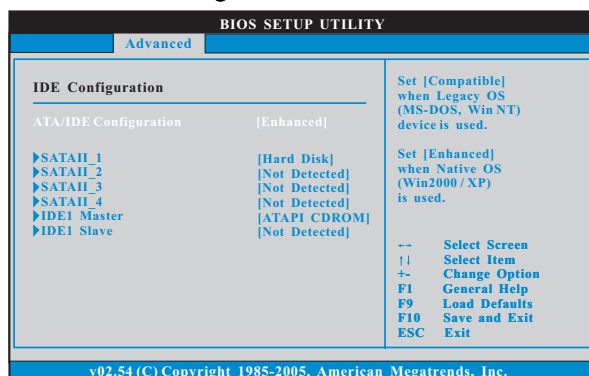 BIOS SETUP UTILITY
Advanced
IDE Configuration
ATA/IDE Configuration [Enhanced]
SATAII_1 [Hard Disk]
SATAII_2 [Not Detected]
SATAII_3 [Not Detected]
SATAII_4 [Not Detected]
IDE1 Master [ATAPI CDROM]
IDE1 Slave [Not Detected]
Set [Compatible]
when Legacy OS
(MS-DOS, Win NT)
device is used.
Set [Enhanced]
when Native OS
(Win2000 / XP)
is used.
←→ Select Screen
↑↓ Select Item
+- Change Option
F1 General Help
F9 Load Defaults
F10 Save and Exit
ESC Exit
v02.54 (C) Copyright 1985-2005, American Megatrends, Inc.